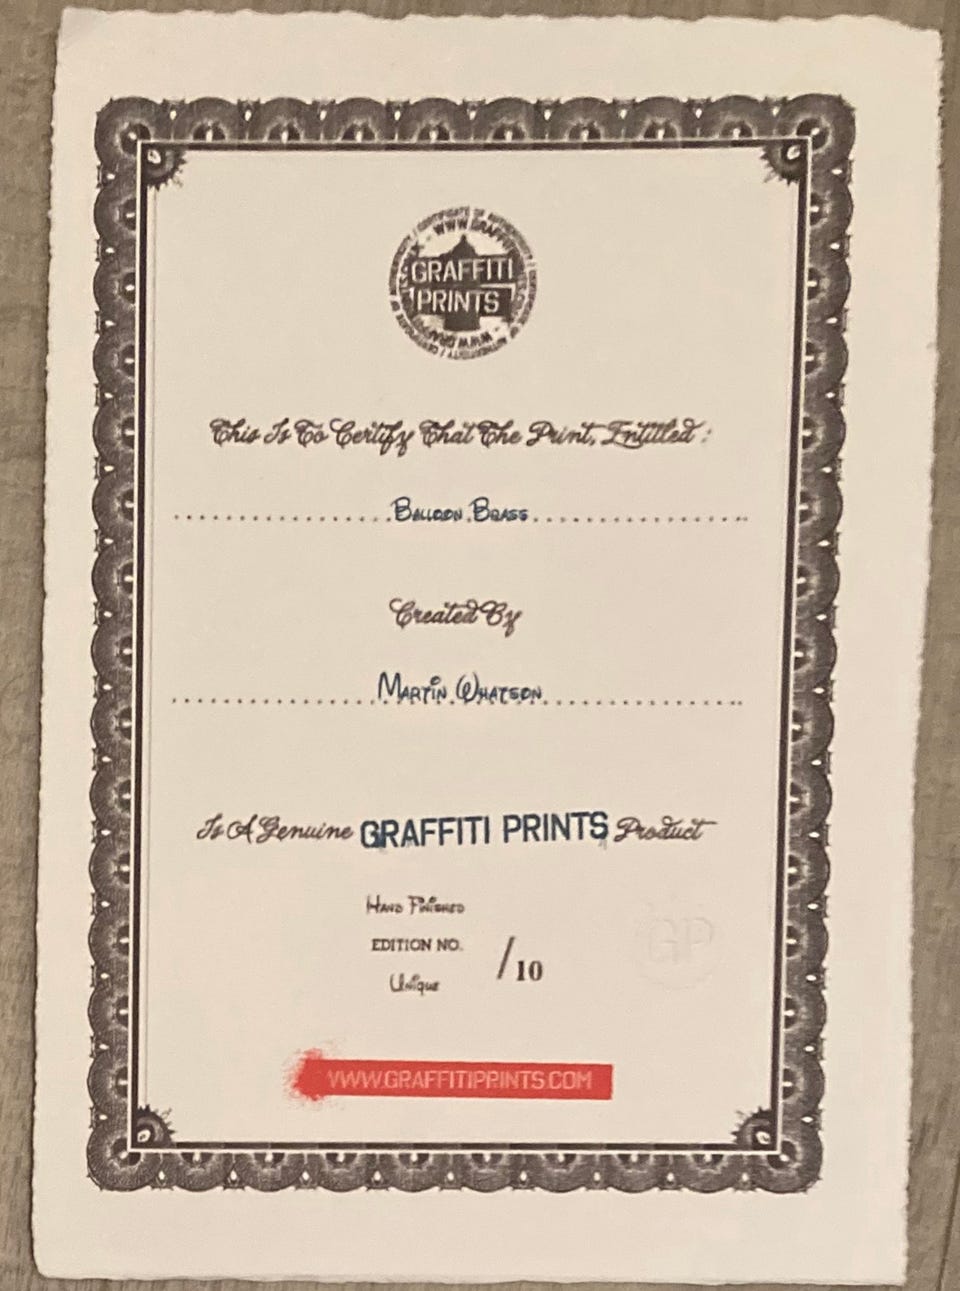 GRAFFITI
PRINTS
This Is To Certify That The Print, Entitled :
Balloon Brass
Created By
Martin Whatson
Is A Genuine GRAFFITI PRINTS Product
Hand Finished
EDITION NO.
/10
Unique
GP
WWW.GRAFFITIPRINTS.COM